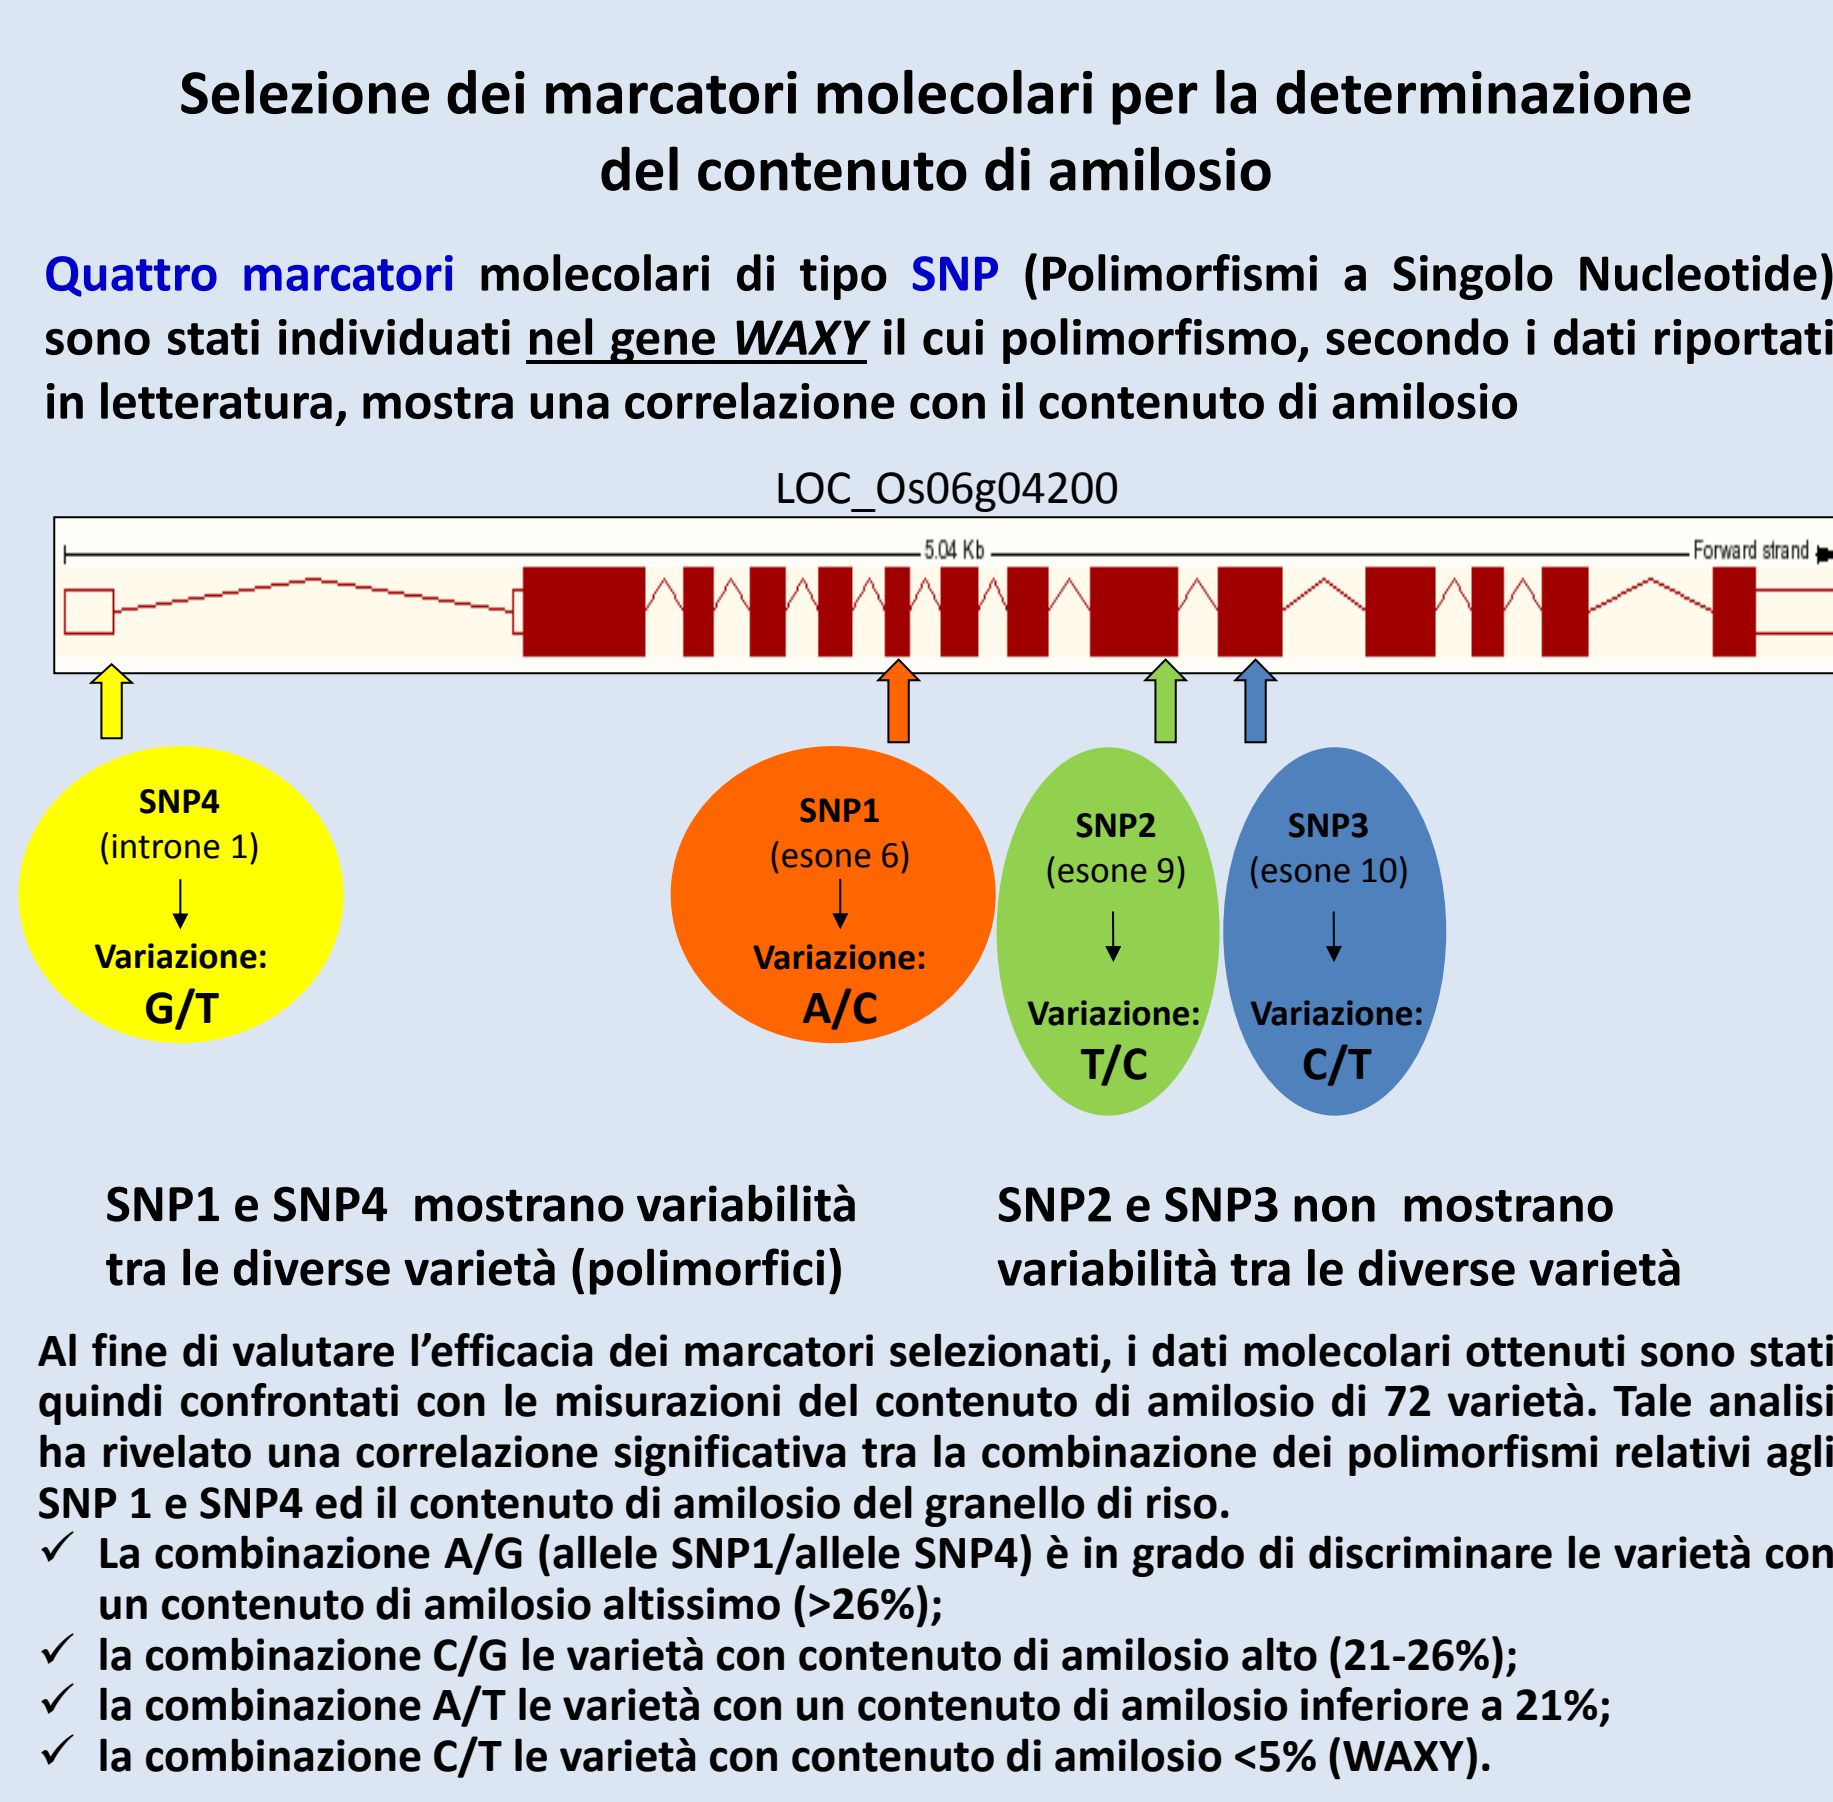 Selezione dei marcatori molecolari per la determinazione
del contenuto di amilosio
Quattro marcatori molecolari di tipo SNP (Polimorfismi a Singolo Nucleotide)
sono stati individuati nel gene WAXY il cui polimorfismo, secondo i dati riportati
in letteratura, mostra una correlazione con il contenuto di amilosio
LOC_Os06g04200
5.04 Kb
Forward strand
SNP4
(introne 1)
Variazione:
G/T
SNP1
(esone 6)
Variazione:
A/C
SNP2
(esone 9)
Variazione:
T/C
SNP3
(esone 10)
Variazione:
C/T
SNP1 e SNP4 mostrano variabilità
tra le diverse varietà (polimorfici)
SNP2 e SNP3 non mostrano
variabilità tra le diverse varietà
Al fine di valutare l’efficacia dei marcatori selezionati, i dati molecolari ottenuti sono stati
quindi confrontati con le misurazioni del contenuto di amilosio di 72 varietà. Tale analisi
ha rivelato una correlazione significativa tra la combinazione dei polimorfismi relativi agli
SNP 1 e SNP4 ed il contenuto di amilosio del granello di riso.
✓ La combinazione A/G (allele SNP1/allele SNP4) è in grado di discriminare le varietà con
un contenuto di amilosio altissimo (>26%);
✓ la combinazione C/G le varietà con contenuto di amilosio alto (21-26%);
✓ la combinazione A/T le varietà con un contenuto di amilosio inferiore a 21%;
✓ la combinazione C/T le varietà con contenuto di amilosio <5% (WAXY).